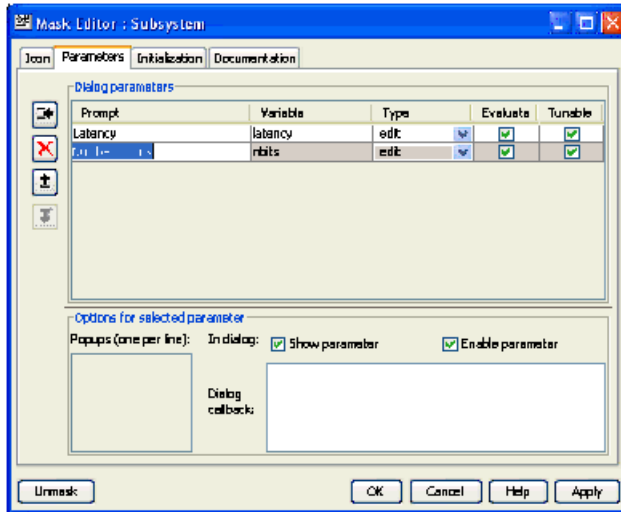 Mask Editor : Subsystem
Icon Parameters Initialization Documentation
Dialog parameters
Prompt Variable Type Evaluate Tunable
Latency latency edit
nbits edit
Options for selected parameter
Popups (one per line): In dialog: Show parameter Enable parameter
Dialog
callback:
Unmask OK Cancel Help Apply